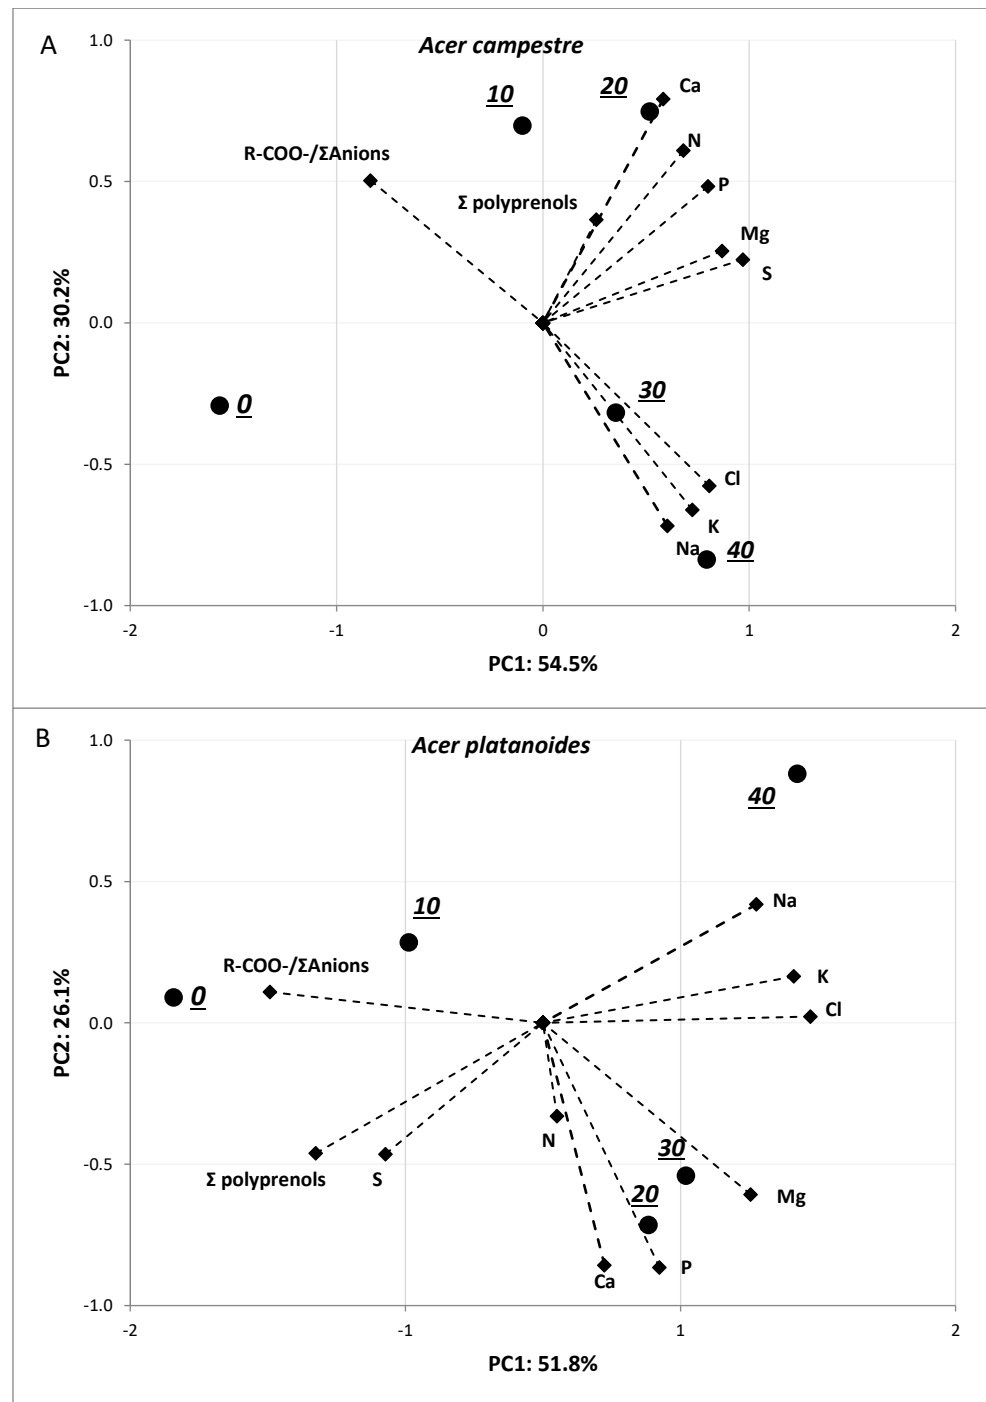 A
Acer campestre
1.0
10
20
Ca
N
R-COO-/ΣAnions
0.5
P
Σ polyprenols
Mg
S
PC2: 30.2%
0.0
0
30
-0.5
Cl
K
Na
40
-1.0
-2
-1
0
1
2
PC1: 54.5%
B
Acer platanoides
1.0
40
0.5
10
Na
R-COO-/ΣAnions
K
0
Cl
PC2: 26.1%
0.0
N
-0.5
30
Σ polyprenols
S
20
Mg
Ca
P
-1.0
-2
-1
1
2
PC1: 51.8%